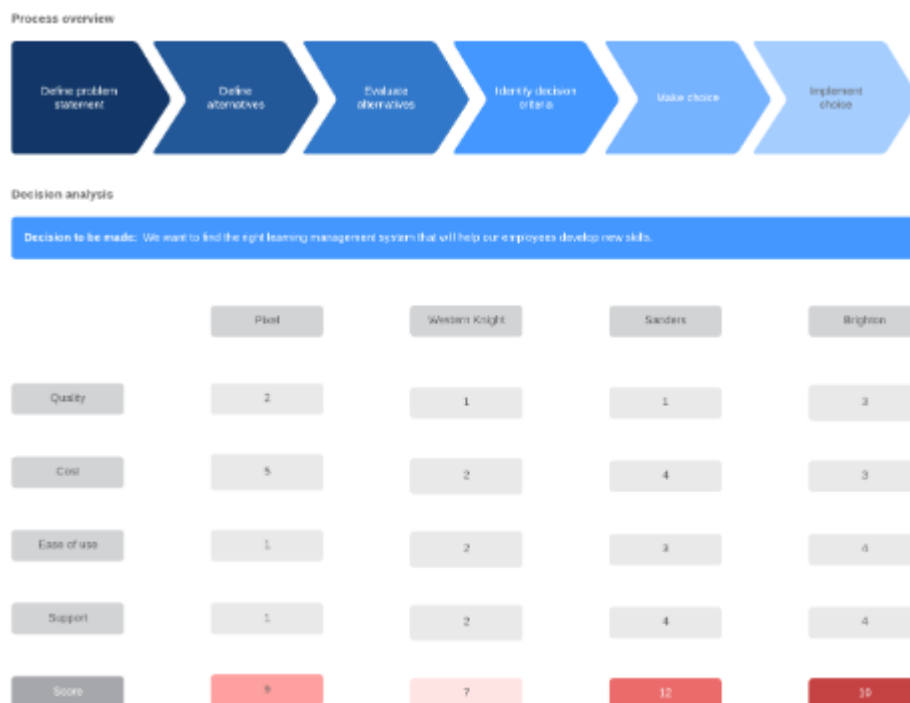 Process overview
Define problem
statement
Define
alternatives
Evaluate
alternatives
Identify decision
criteria
Make choice
Implement
choice
Decision analysis
Decision to be made: We want to find the right learning management system that will help our employees develop new skills.
Pixel Western Knight Sanders Brighton
Quality 2 1 1 3
Cost 5 2 4 3
Ease of use 1 2 3 4
Support 1 2 4 4
Score 9 7 12